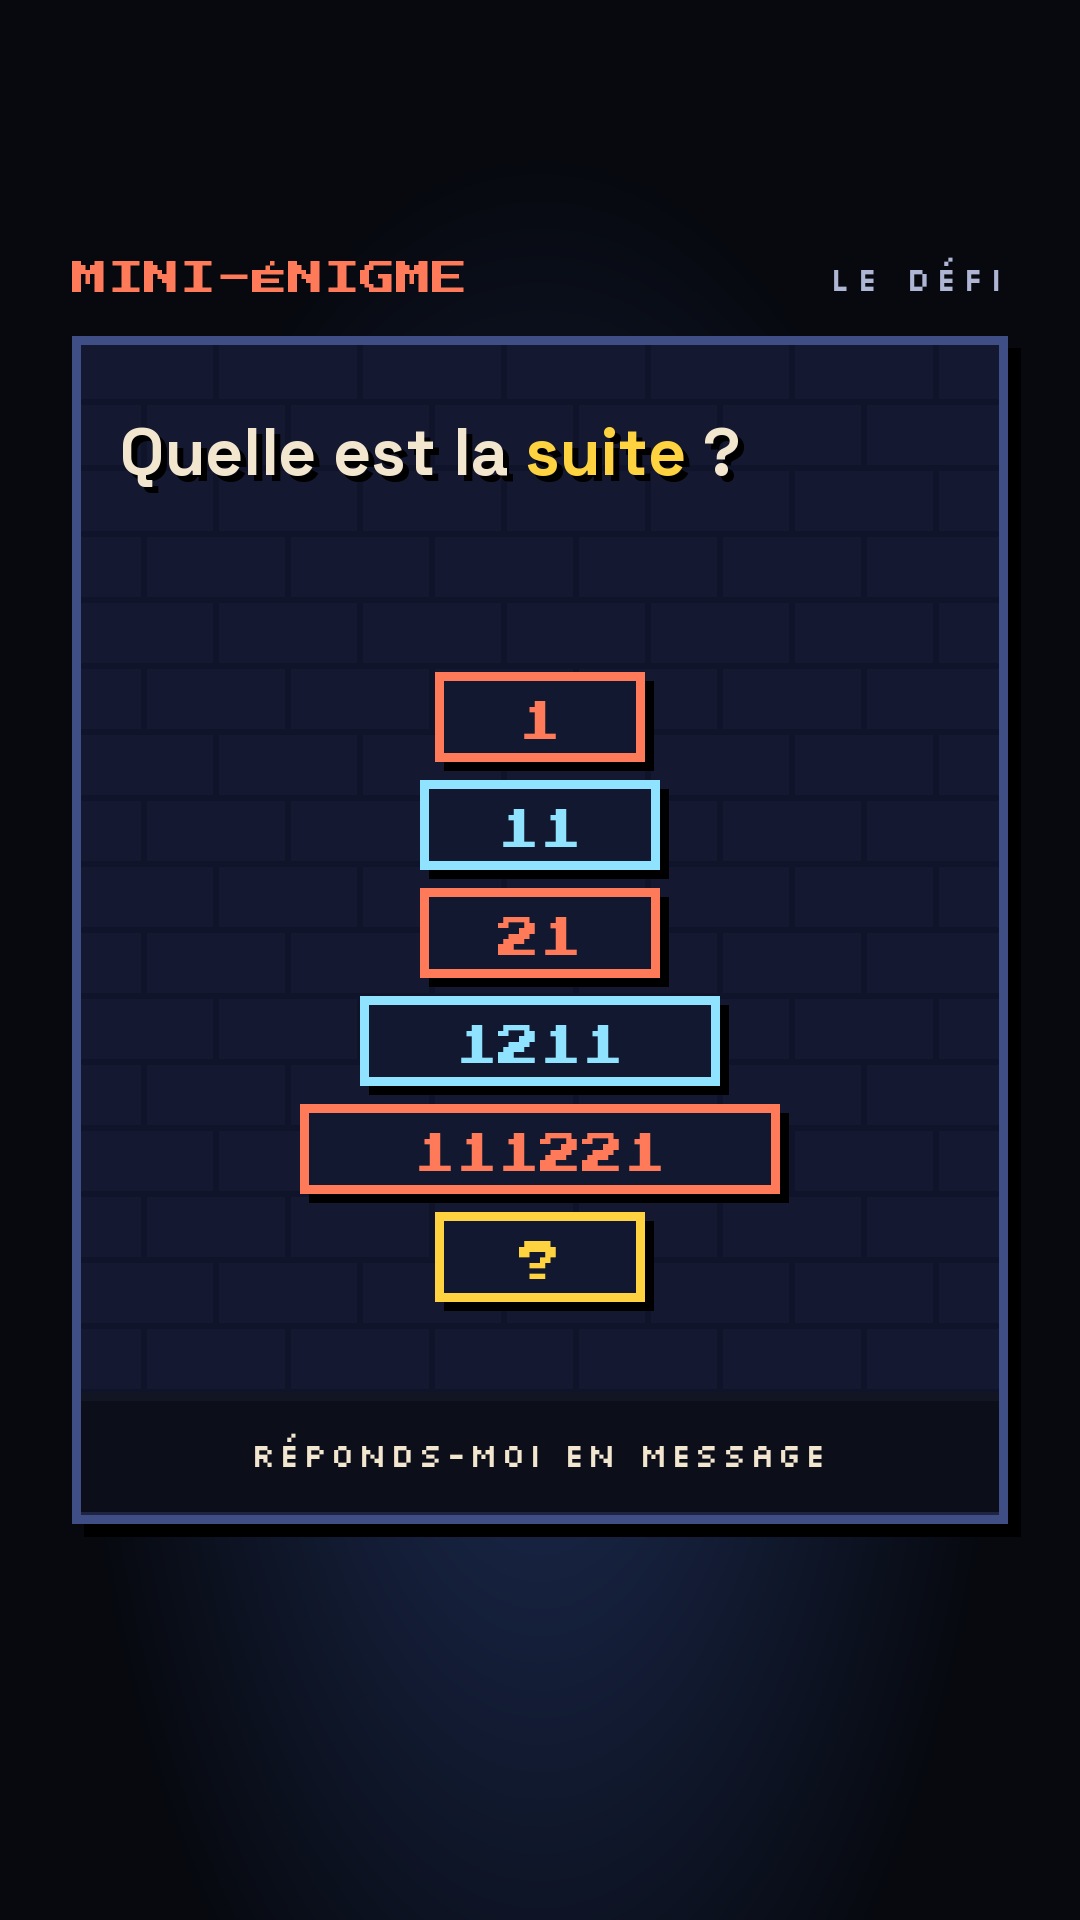 MINI-ÉNIGME
LE DÉFI
Quelle est la suite ?
1
11
21
1211
111221
?
RÉPONDS-MOI EN MESSAGE